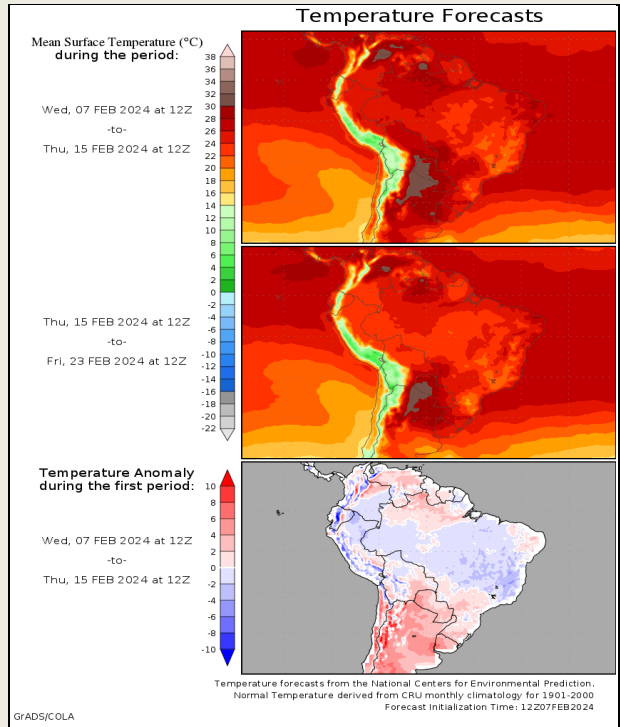 Temperature Forecasts
Mean Surface Temperature (°C)
during the period:
Wed, 07 FEB 2024 at 12Z
-to-
Thu, 15 FEB 2024 at 12Z
38
36
34
32
30
28
26
24
22
20
18
16
14
12
10
8
6
4
2
0
-2
-4
-6
-8
-10
-12
-14
-16
-18
-20
-22
Thu, 15 FEB 2024 at 12Z
-to-
Fri, 23 FEB 2024 at 12Z
Temperature Anomaly
during the first period:
Wed, 07 FEB 2024 at 12Z
-to-
Thu, 15 FEB 2024 at 12Z
10
8
6
4
2
0
-2
-4
-6
-8
-10
Temperature forecasts from the National Centers for Environmental Prediction.
Normal Temperature derived from CRU monthly climatology for 1901-2000
Forecast Initialization Time: 12Z07FEB2024
GrADS/COLA